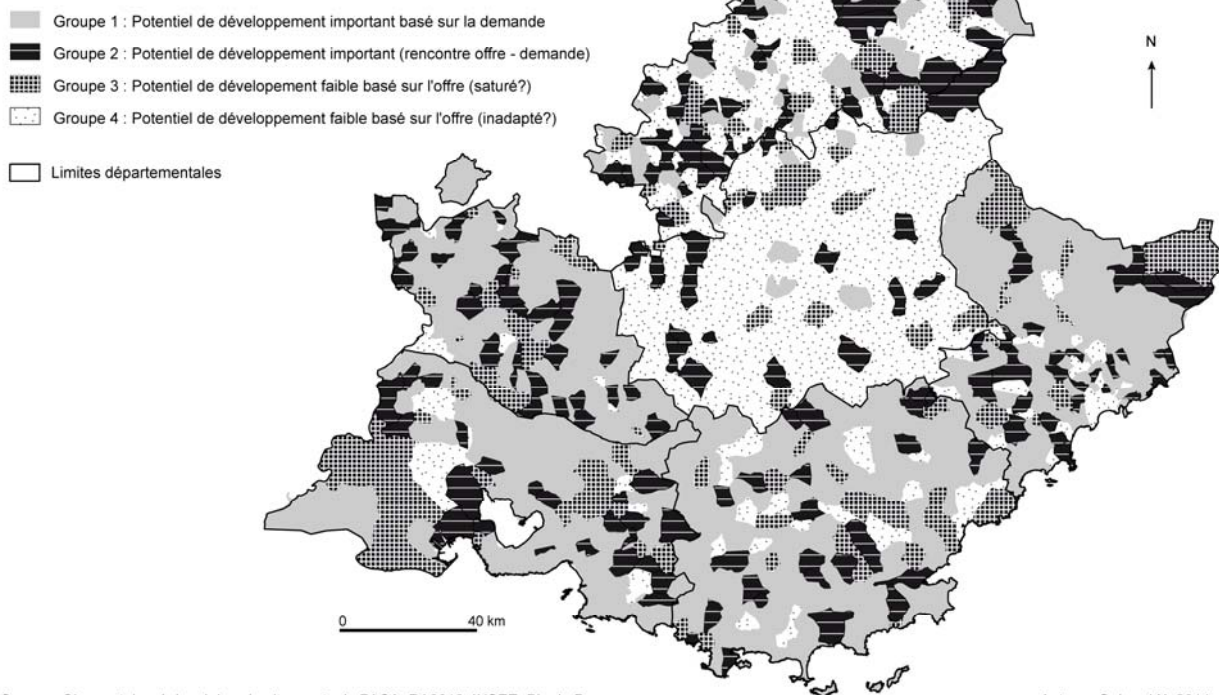 Groupe 1 : Potentiel de développement important basé sur la demande
Groupe 2 : Potentiel de développement important (rencontre offre - demande)
Groupe 3 : Potentiel de dévelopement faible basé sur l'offre (saturé?)
Groupe 4 : Potentiel de développement faible basé sur l'offre (inadapté?)
Limites départementales
N
0 40 km